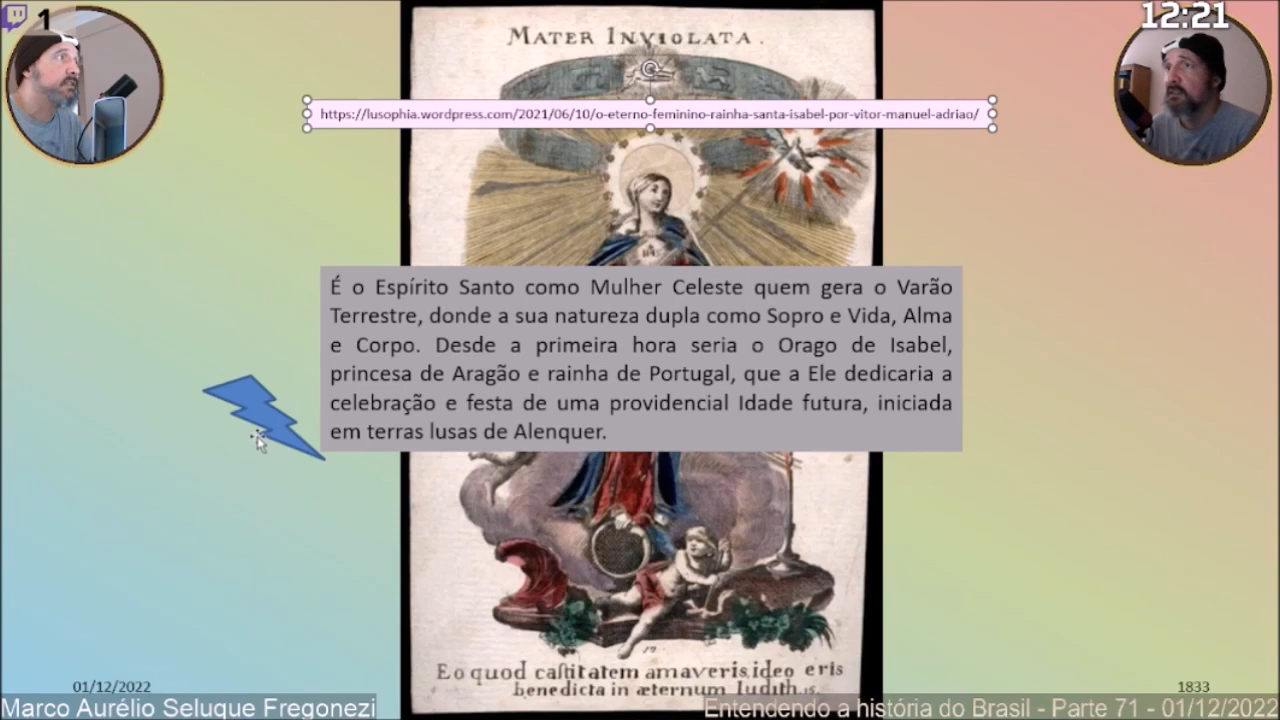 1
12:21
MATER INVIOLATA.
https://lusophia.wordpress.com/2021/06/10/o-eterno-feminino-rainha-santa-isabel-por-vitor-manuel-adriao/
É o Espírito Santo como Mulher Celeste quem gera o Varão
Terrestre, donde a sua natureza dupla como Sopro e Vida, Alma
e Corpo. Desde a primeira hora seria o Orago de Isabel,
princesa de Aragão e rainha de Portugal, que a Ele dedicaria a
celebração e festa de uma providencial Idade futura, iniciada
em terras lusas de Alenquer.
Eo quod caſtitatem amaveris, ideo eris
benedicta in æternum Iudith. 15.
01/12/2022
1833
Marco Aurélio Seluque Fregonezi
Entendendo a história do Brasil - Parte 71 - 01/12/2022